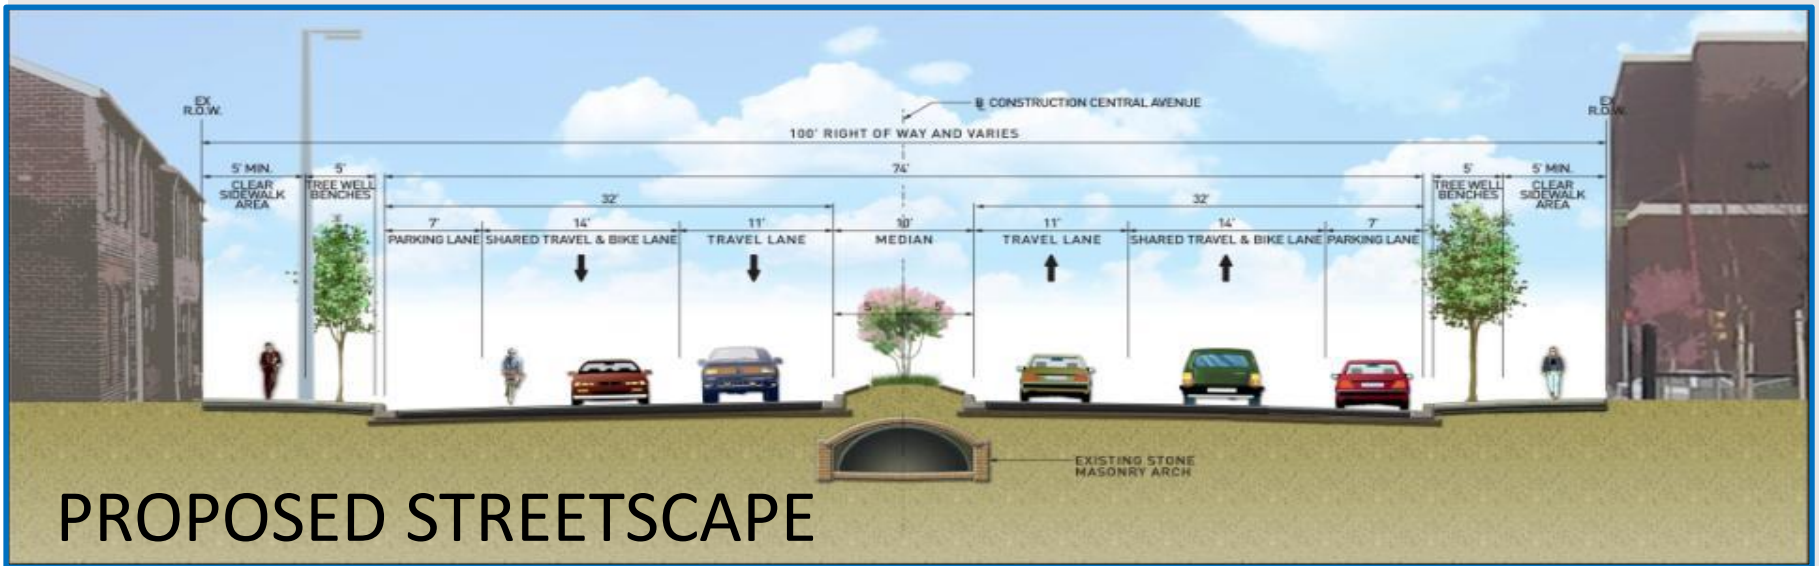 EX
R.O.W.
℄ CONSTRUCTION CENTRAL AVENUE
EX
R.O.W.
100' RIGHT OF WAY AND VARIES
5' MIN.
CLEAR
SIDEWALK
AREA
5'
TREE WELL
BENCHES
74'
5'
TREE WELL
BENCHES
5' MIN.
CLEAR
SIDEWALK
AREA
32'
32'
7'
PARKING LANE
14'
SHARED TRAVEL & BIKE LANE
11'
TRAVEL LANE
10'
MEDIAN
11'
TRAVEL LANE
14'
SHARED TRAVEL & BIKE LANE
7'
PARKING LANE
5' 5'
EXISTING STONE
MASONRY ARCH
PROPOSED STREETSCAPE